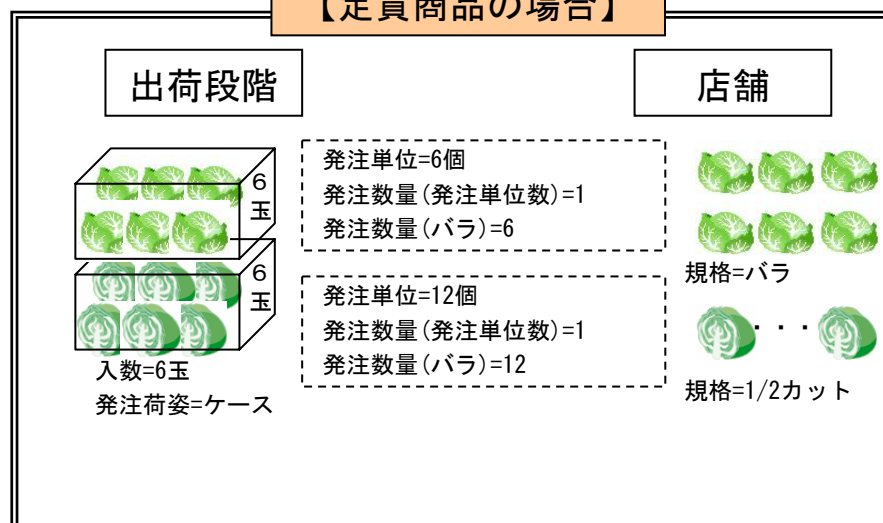 【定貫商品の場合】
出荷段階
店舗
6
玉
6
玉
入数=6玉
発注荷姿=ケース
発注単位=6個
発注数量(発注単位数)=1
発注数量(バラ)=6
発注単位=12個
発注数量(発注単位数)=1
発注数量(バラ)=12
規格=バラ
・・・
規格=1/2カット